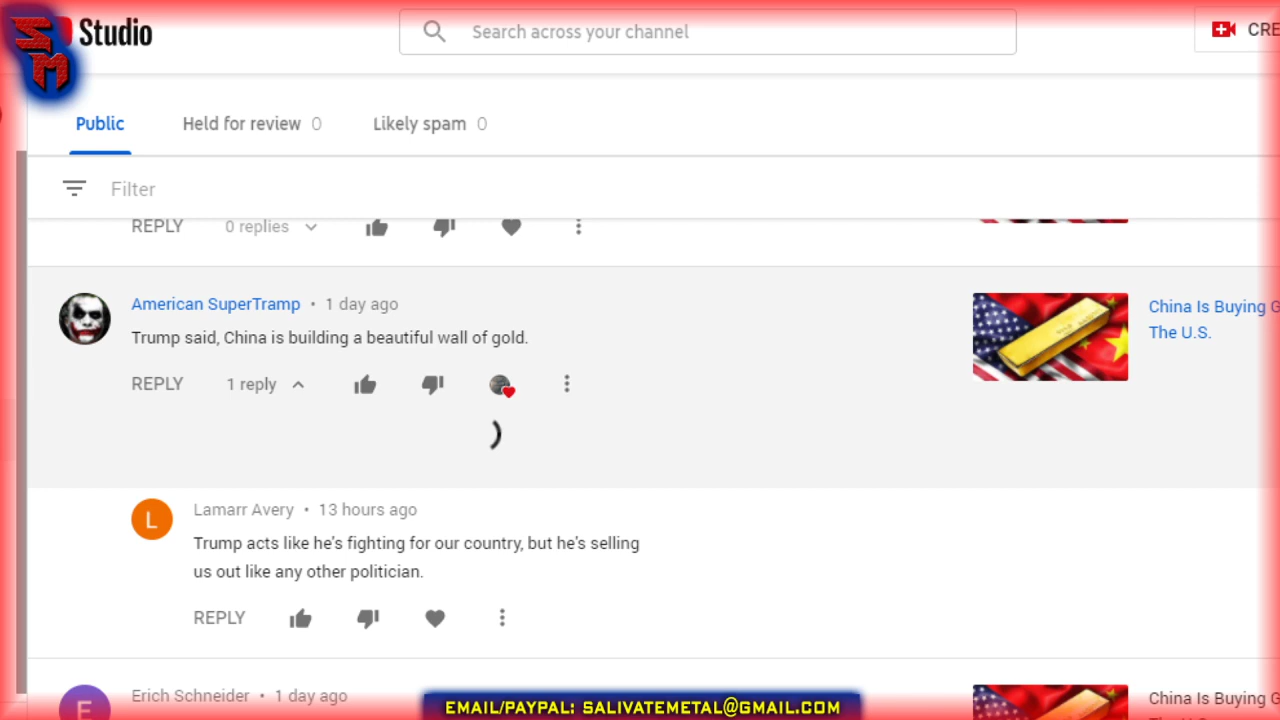 SM
Studio
Search across your channel
CRE
Public
Held for review 0
Likely spam 0
Filter
REPLY
0 replies
American SuperTramp • 1 day ago
Trump said, China is building a beautiful wall of gold.
REPLY
1 reply
China Is Buying G
The U.S.
Lamarr Avery • 13 hours ago
Trump acts like he's fighting for our country, but he's selling
us out like any other politician.
REPLY
L
E
Erich Schneider • 1 day ago
China Is Buying G
EMAIL/PAYPAL: SALIVATEMETAL@GMAIL.COM